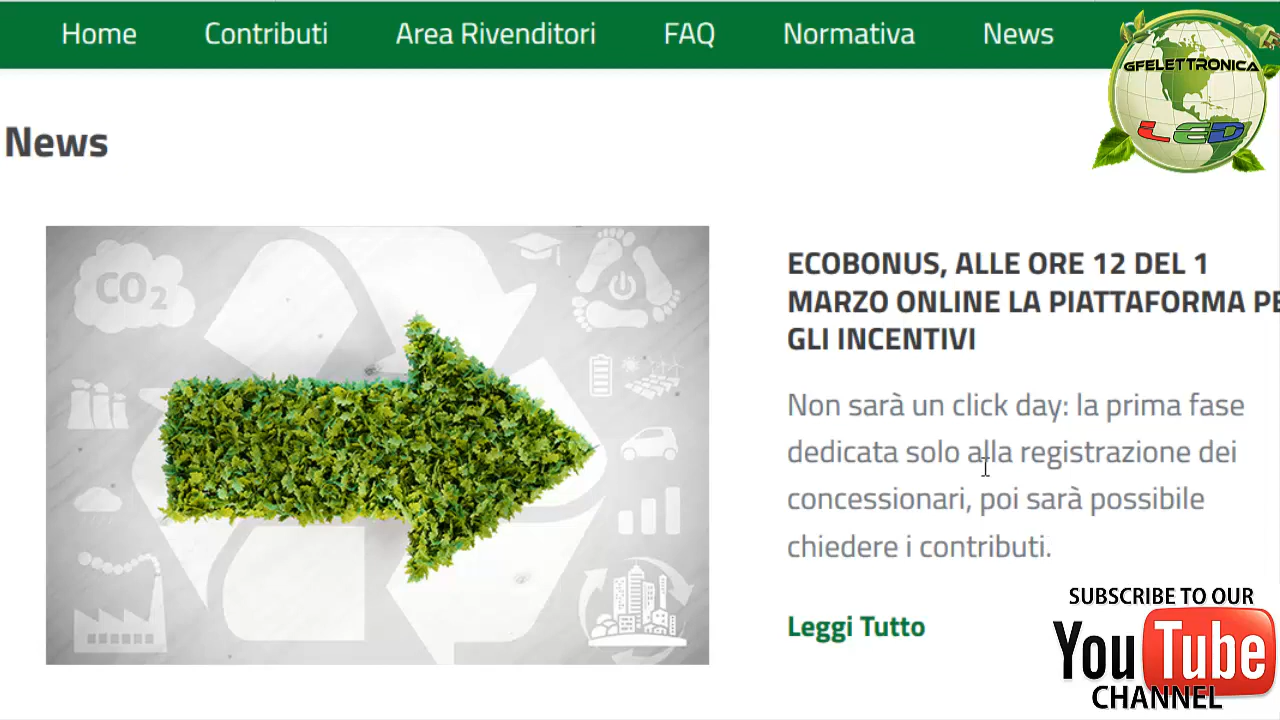 Home Contributi Area Rivenditori FAQ Normativa News
GFELETTRONICA
LED
News
CO2
ECOBONUS, ALLE ORE 12 DEL 1
MARZO ONLINE LA PIATTAFORMA PE
GLI INCENTIVI
Non sarà un click day: la prima fase
dedicata solo alla registrazione dei
concessionari, poi sarà possibile
chiedere i contributi.
Leggi Tutto
SUBSCRIBE TO OUR
YouTube
CHANNEL